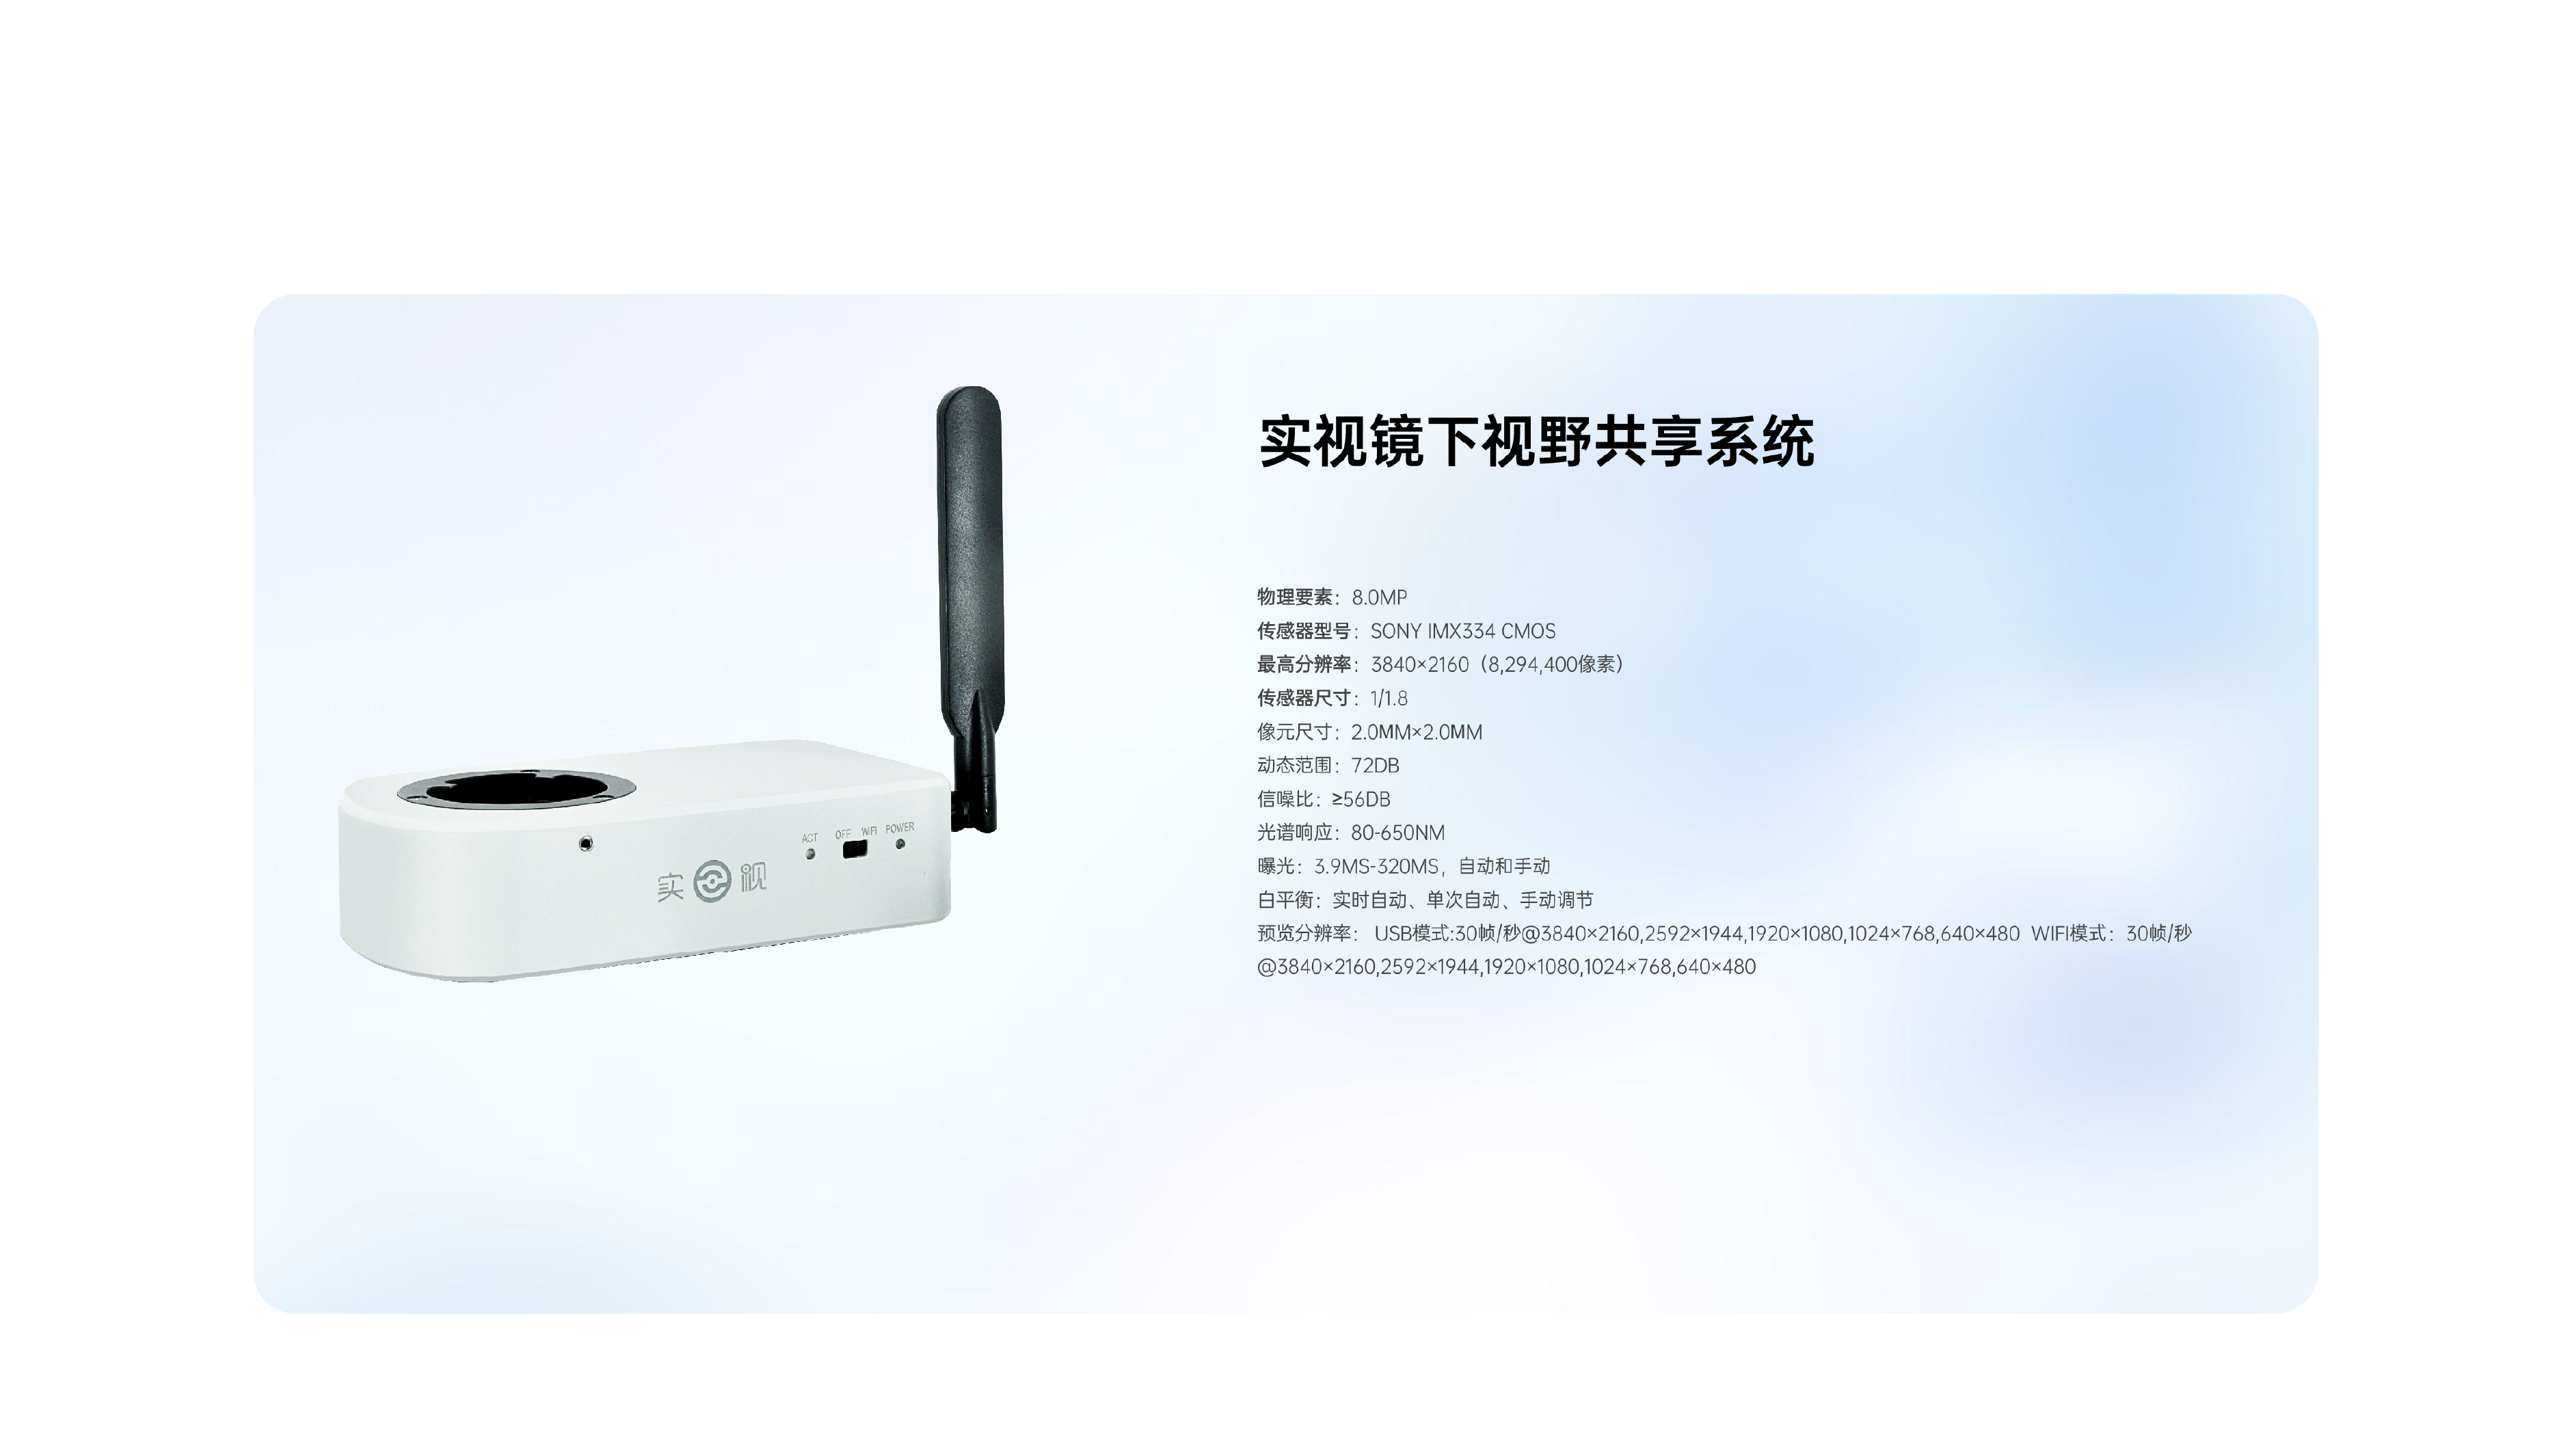 实视镜下视野共享系统
物理要素：8.0MP
传感器型号：SONY IMX334 CMOS
最高分辨率：3840×2160（8,294,400像素）
传感器尺寸：1/1.8
像元尺寸：2.0MM×2.0MM
动态范围：72DB
信噪比：≥56DB
光谱响应：80-650NM
曝光：3.9MS-320MS，自动和手动
白平衡：实时自动、单次自动、手动调节
预览分辨率： USB模式:30帧/秒@3840×2160,2592×1944,1920×1080,1024×768,640×480 WIFI模式：30帧/秒
@3840×2160,2592×1944,1920×1080,1024×768,640×480
ACT OFF WIFI POWER
实 视